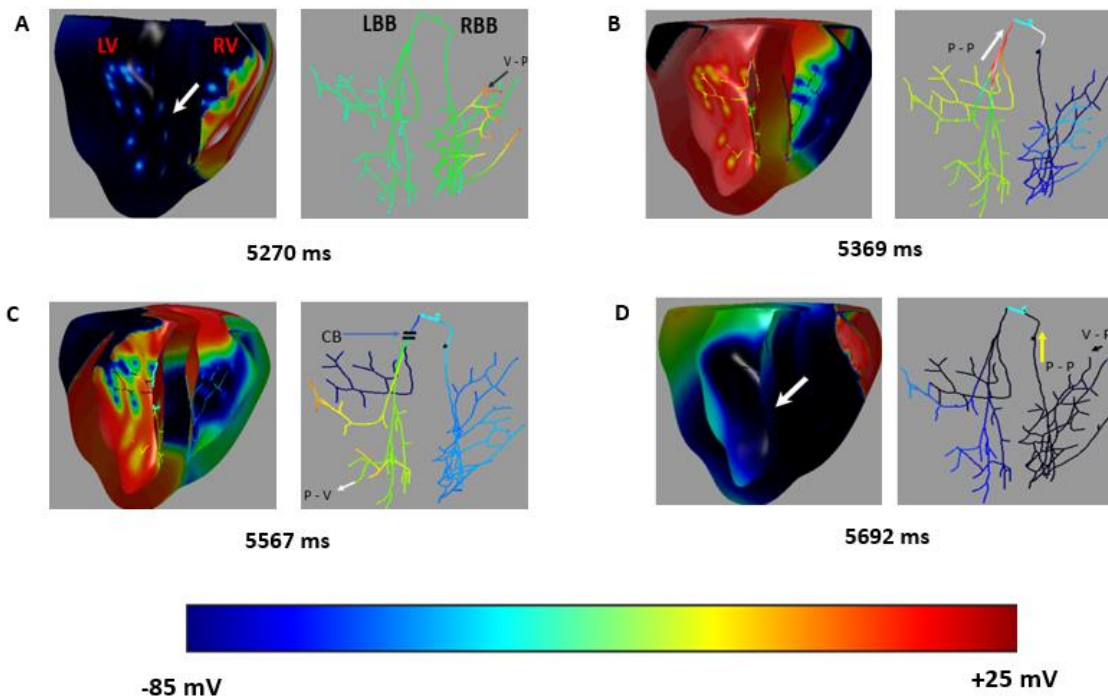 A
LV
RV
LBB
RBB
V - P
5270 ms
B
P - P
5369 ms
C
CB
P - V
5567 ms
D
V - P
P - P
5692 ms
-85 mV
+25 mV